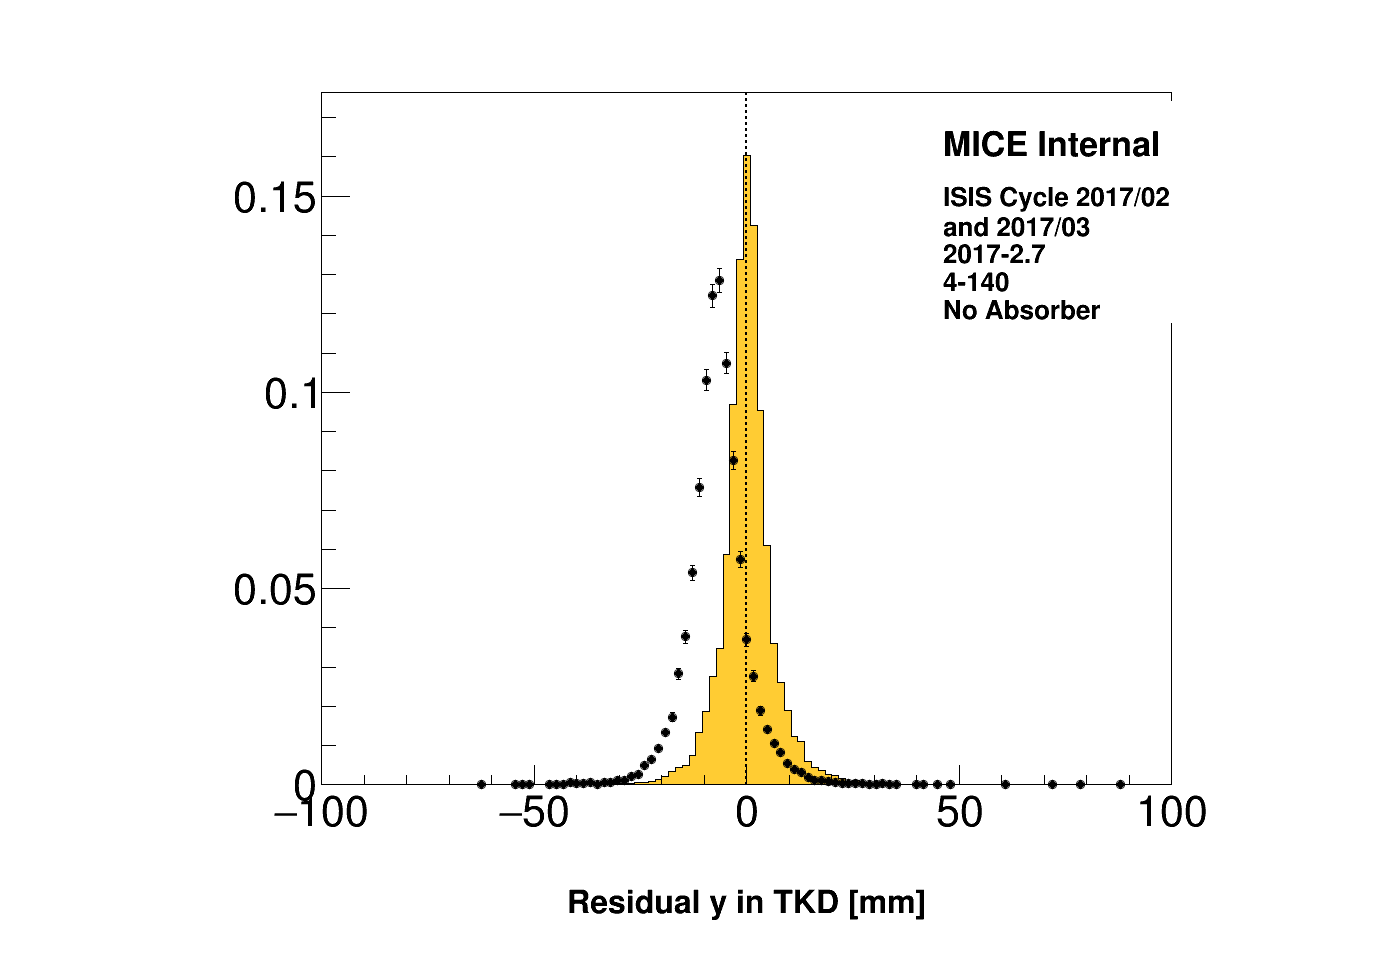 MICE Internal
ISIS Cycle 2017/02
and 2017/03
2017-2.7
4-140
No Absorber
0.15
0.1
0.05
0
−100 −50 0 50 100
Residual y in TKD [mm]